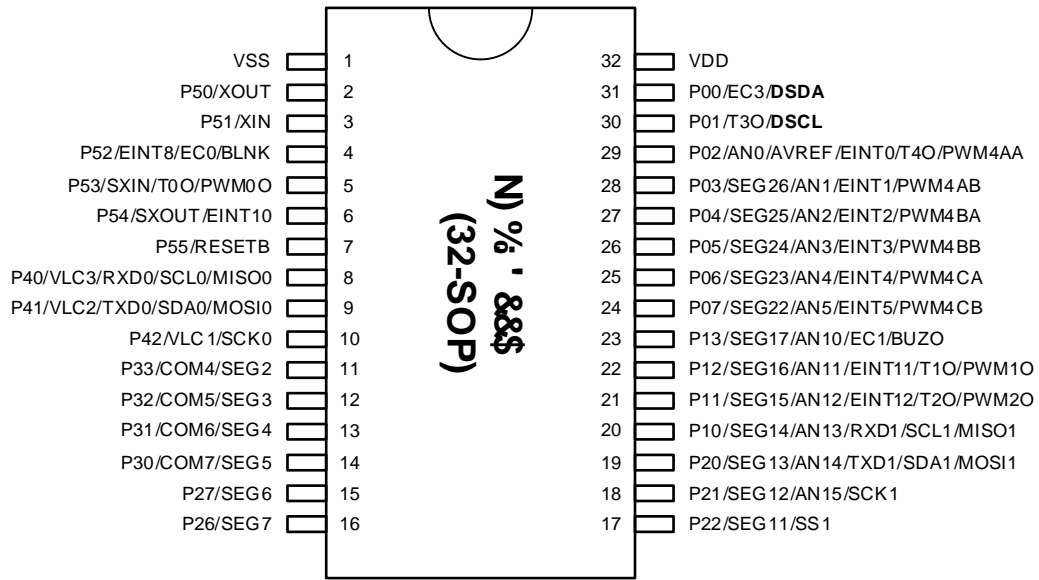 VSS 1
P50/XOUT 2
P51/XIN 3
P52/EINT8/EC0/BLNK 4
P53/SXIN/T0O/PWM0O 5
P54/SXOUT/EINT10 6
P55/RESETB 7
P40/VLC3/RXD0/SCL0/MISO0 8
P41/VLC2/TXD0/SDA0/MOSI0 9
P42/VLC1/SCK0 10
P33/COM4/SEG2 11
P32/COM5/SEG3 12
P31/COM6/SEG4 13
P30/COM7/SEG5 14
P27/SEG6 15
P26/SEG7 16
N) % ' &&$
(32-SOP)
32 VDD
31 P00/EC3/DSDA
30 P01/T3O/DSCL
29 P02/AN0/AVREF/EINT0/T4O/PWM4AA
28 P03/SEG26/AN1/EINT1/PWM4AB
27 P04/SEG25/AN2/EINT2/PWM4BA
26 P05/SEG24/AN3/EINT3/PWM4BB
25 P06/SEG23/AN4/EINT4/PWM4CA
24 P07/SEG22/AN5/EINT5/PWM4CB
23 P13/SEG17/AN10/EC1/BUZO
22 P12/SEG16/AN11/EINT11/T1O/PWM1O
21 P11/SEG15/AN12/EINT12/T2O/PWM2O
20 P10/SEG14/AN13/RXD1/SCL1/MISO1
19 P20/SEG13/AN14/TXD1/SDA1/MOSI1
18 P21/SEG12/AN15/SCK1
17 P22/SEG11/SS1